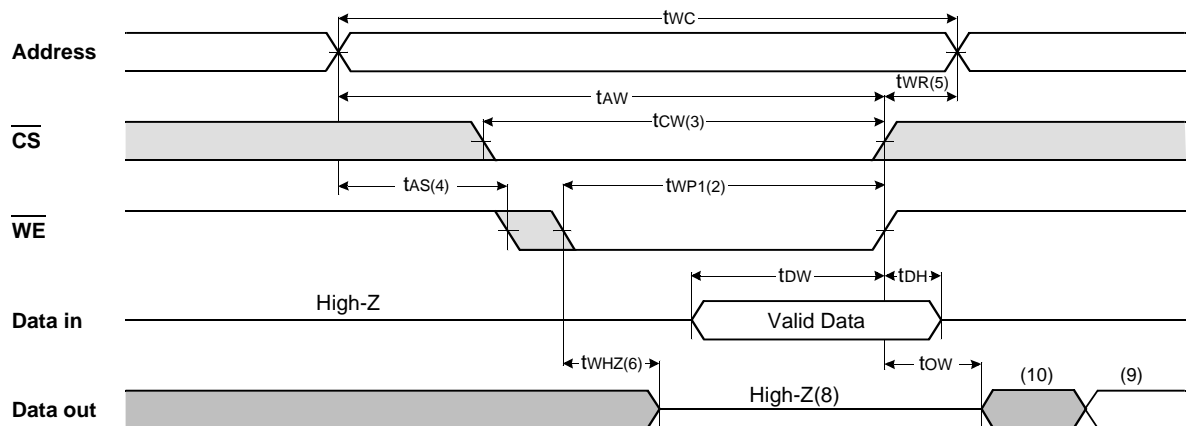 tWC
Address
tAW
tWR(5)
tCW(3)
CS
tAS(4)
tWP1(2)
WE
tDW
tDH
High-Z
Data in
Valid Data
tWHZ(6)
tOW
High-Z(8)
(10)
(9)
Data out